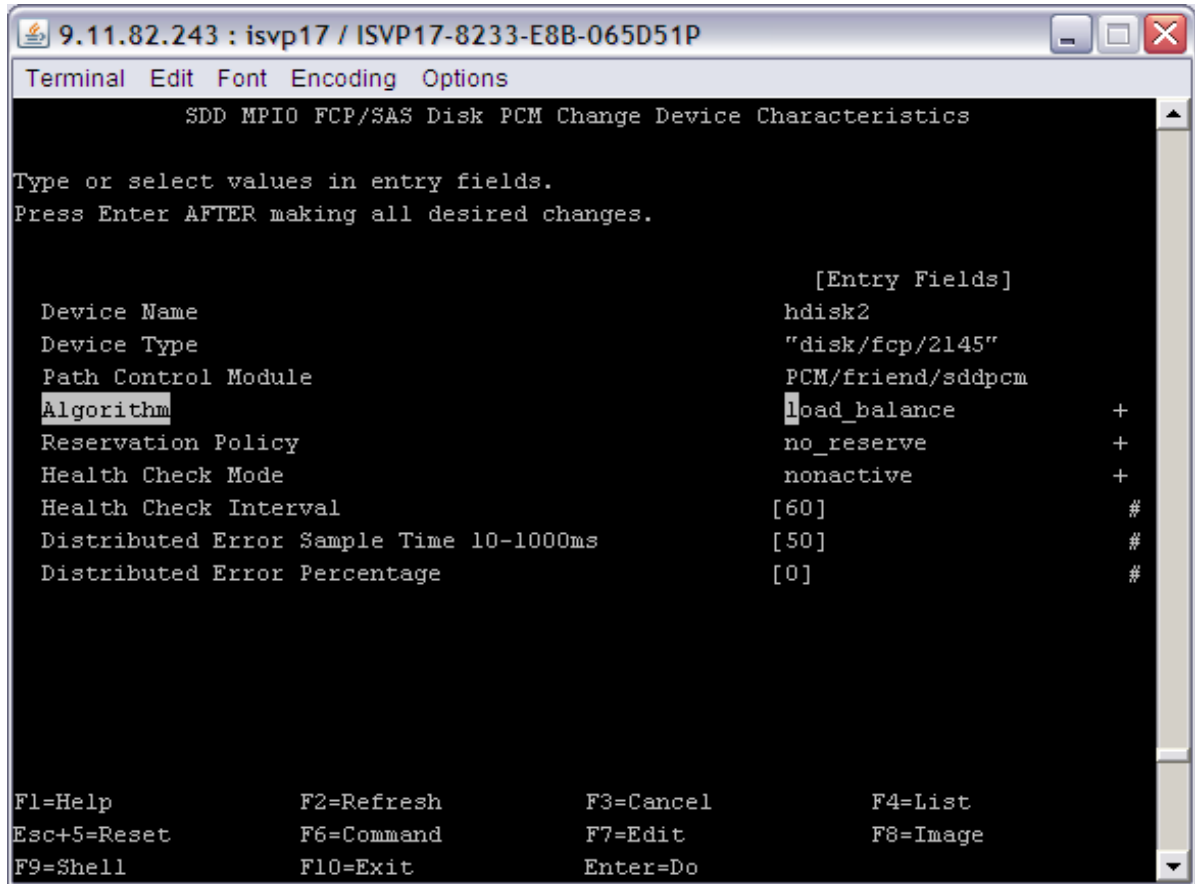 9.11.82.243 : isvp17 / ISVP17-8233-E8B-065D51P
Terminal Edit Font Encoding Options
SDD MPIO FCP/SAS Disk PCM Change Device Characteristics
Type or select values in entry fields.
Press Enter AFTER making all desired changes.
[Entry Fields]
Device Name hdisk2
Device Type "disk/fcp/2145"
Path Control Module PCM/friend/sddpcm
Algorithm load_balance +
Reservation Policy no_reserve +
Health Check Mode nonactive +
Health Check Interval [60] #
Distributed Error Sample Time 10-1000ms [50] #
Distributed Error Percentage [0] #
F1=Help F2=Refresh F3=Cancel F4=List
Esc+5=Reset F6=Command F7=Edit F8=Image
F9=Shell F10=Exit Enter=Do